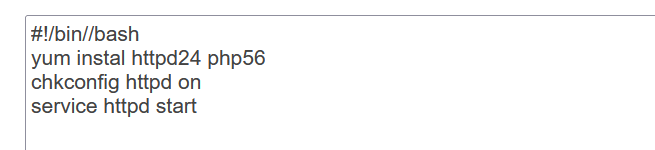 #!/bin//bash
yum instal httpd24 php56
chkconfig httpd on
service httpd start